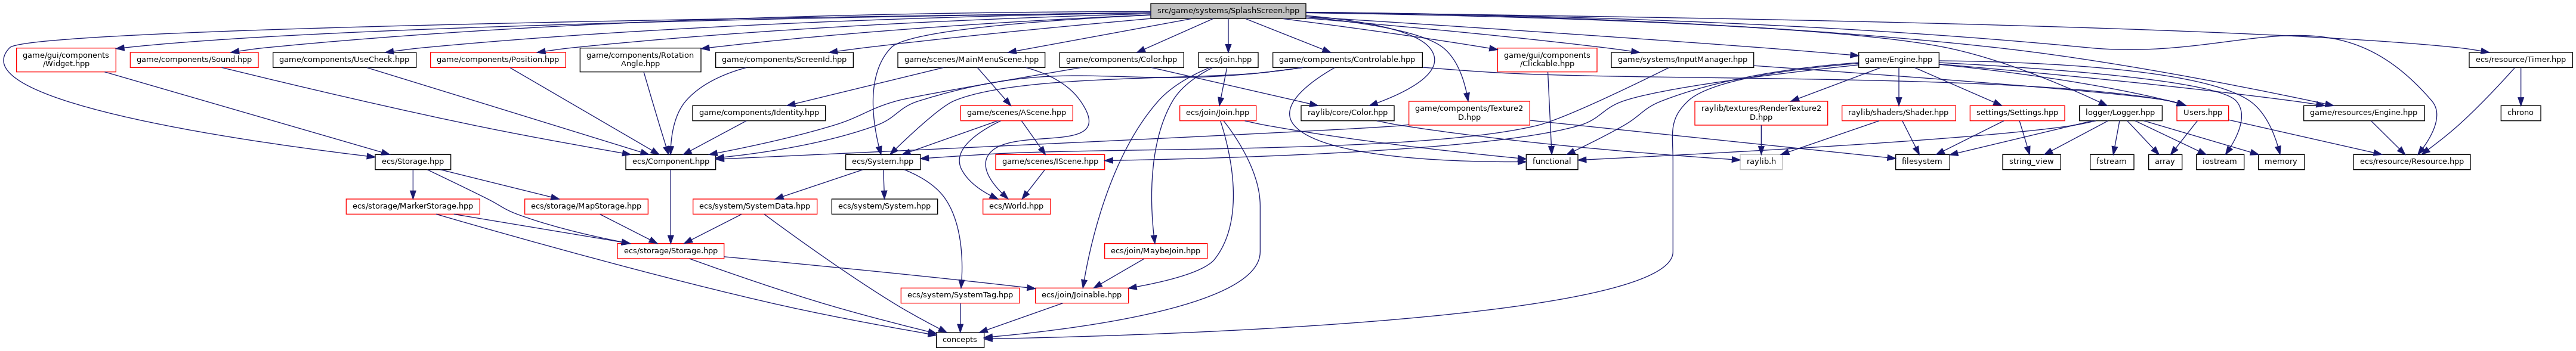 src/game/systems/SplashScreen.hpp
game/gui/components
/Widget.hpp
game/components/Sound.hpp
game/components/UseCheck.hpp
game/components/Position.hpp
game/components/Rotation
Angle.hpp
game/components/ScreenId.hpp
game/scenes/MainMenuScene.hpp
game/components/Color.hpp
ecs/join.hpp
game/components/Controlable.hpp
game/gui/components
/Clickable.hpp
game/systems/InputManager.hpp
game/Engine.hpp
ecs/resource/Timer.hpp
game/components/Identity.hpp
game/scenes/AScene.hpp
ecs/join/Join.hpp
raylib/core/Color.hpp
game/components/Texture2
D.hpp
raylib/textures/RenderTexture2
D.hpp
raylib/shaders/Shader.hpp
settings/Settings.hpp
logger/Logger.hpp
Users.hpp
game/resources/Engine.hpp
chrono
ecs/Storage.hpp
ecs/Component.hpp
ecs/System.hpp
game/scenes/IScene.hpp
functional
raylib.h
filesystem
string_view
fstream
array
iostream
memory
ecs/resource/Resource.hpp
ecs/storage/MarkerStorage.hpp
ecs/storage/MapStorage.hpp
ecs/system/SystemData.hpp
ecs/system/System.hpp
ecs/World.hpp
ecs/storage/Storage.hpp
ecs/join/MaybeJoin.hpp
ecs/system/SystemTag.hpp
ecs/join/Joinable.hpp
concepts